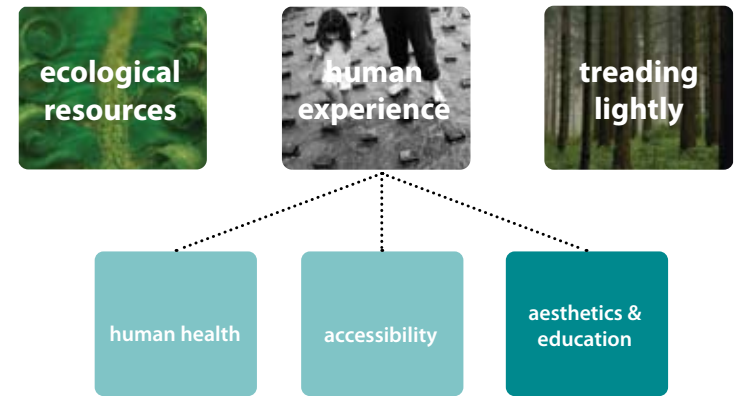 ecological
resources
human
experience
treading
lightly
human health
accessibility
aesthetics &
education